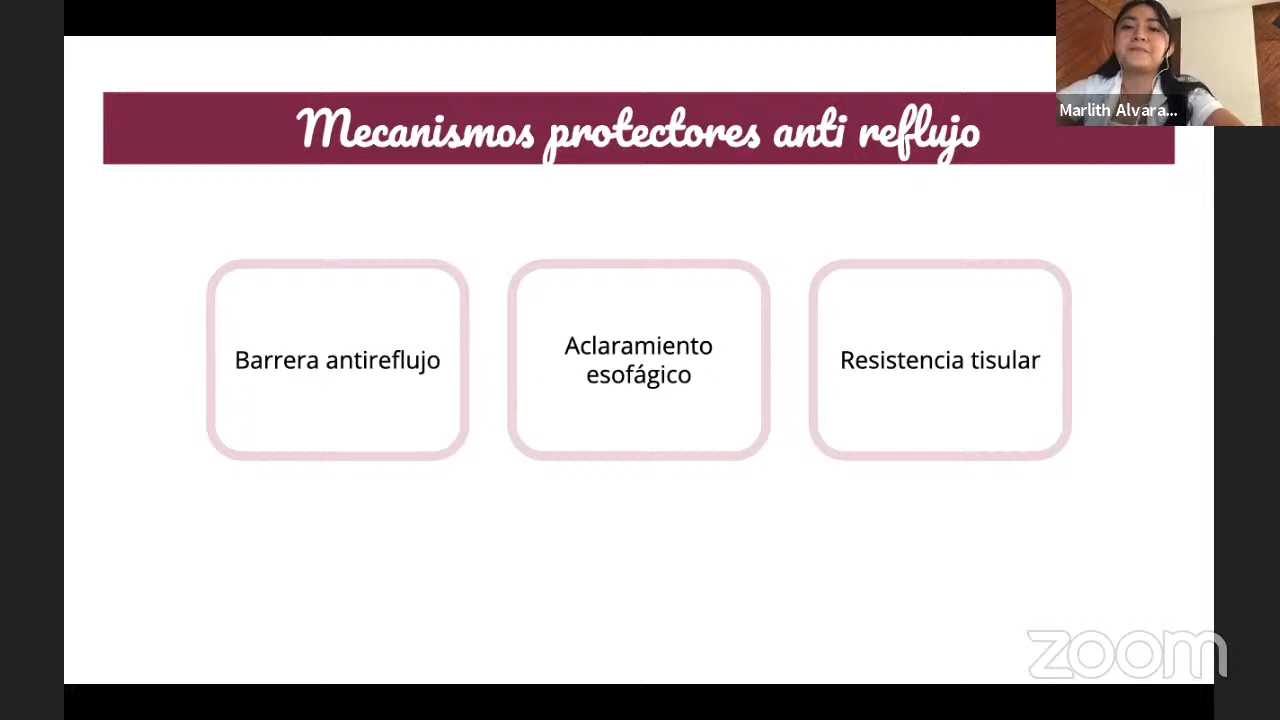 Mecanismos protectores anti reflujo
Marlith Alvara...
Barrera antireflujo
Aclaramiento
esofágico
Resistencia tisular
zoom